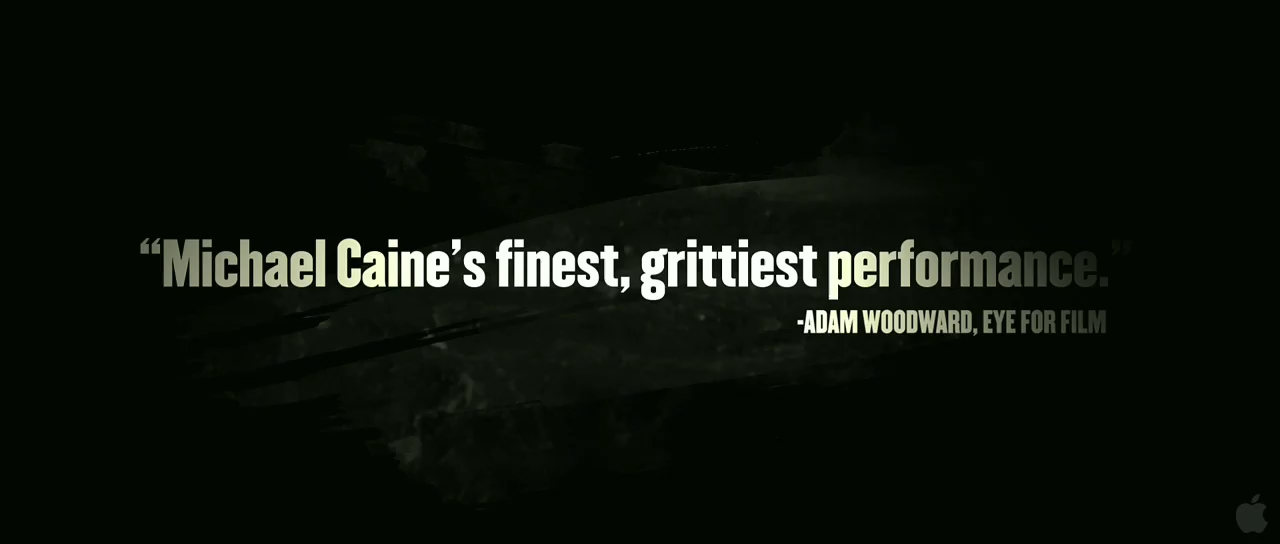 “Michael Caine’s finest, grittiest performance.”
-ADAM WOODWARD, EYE FOR FILM